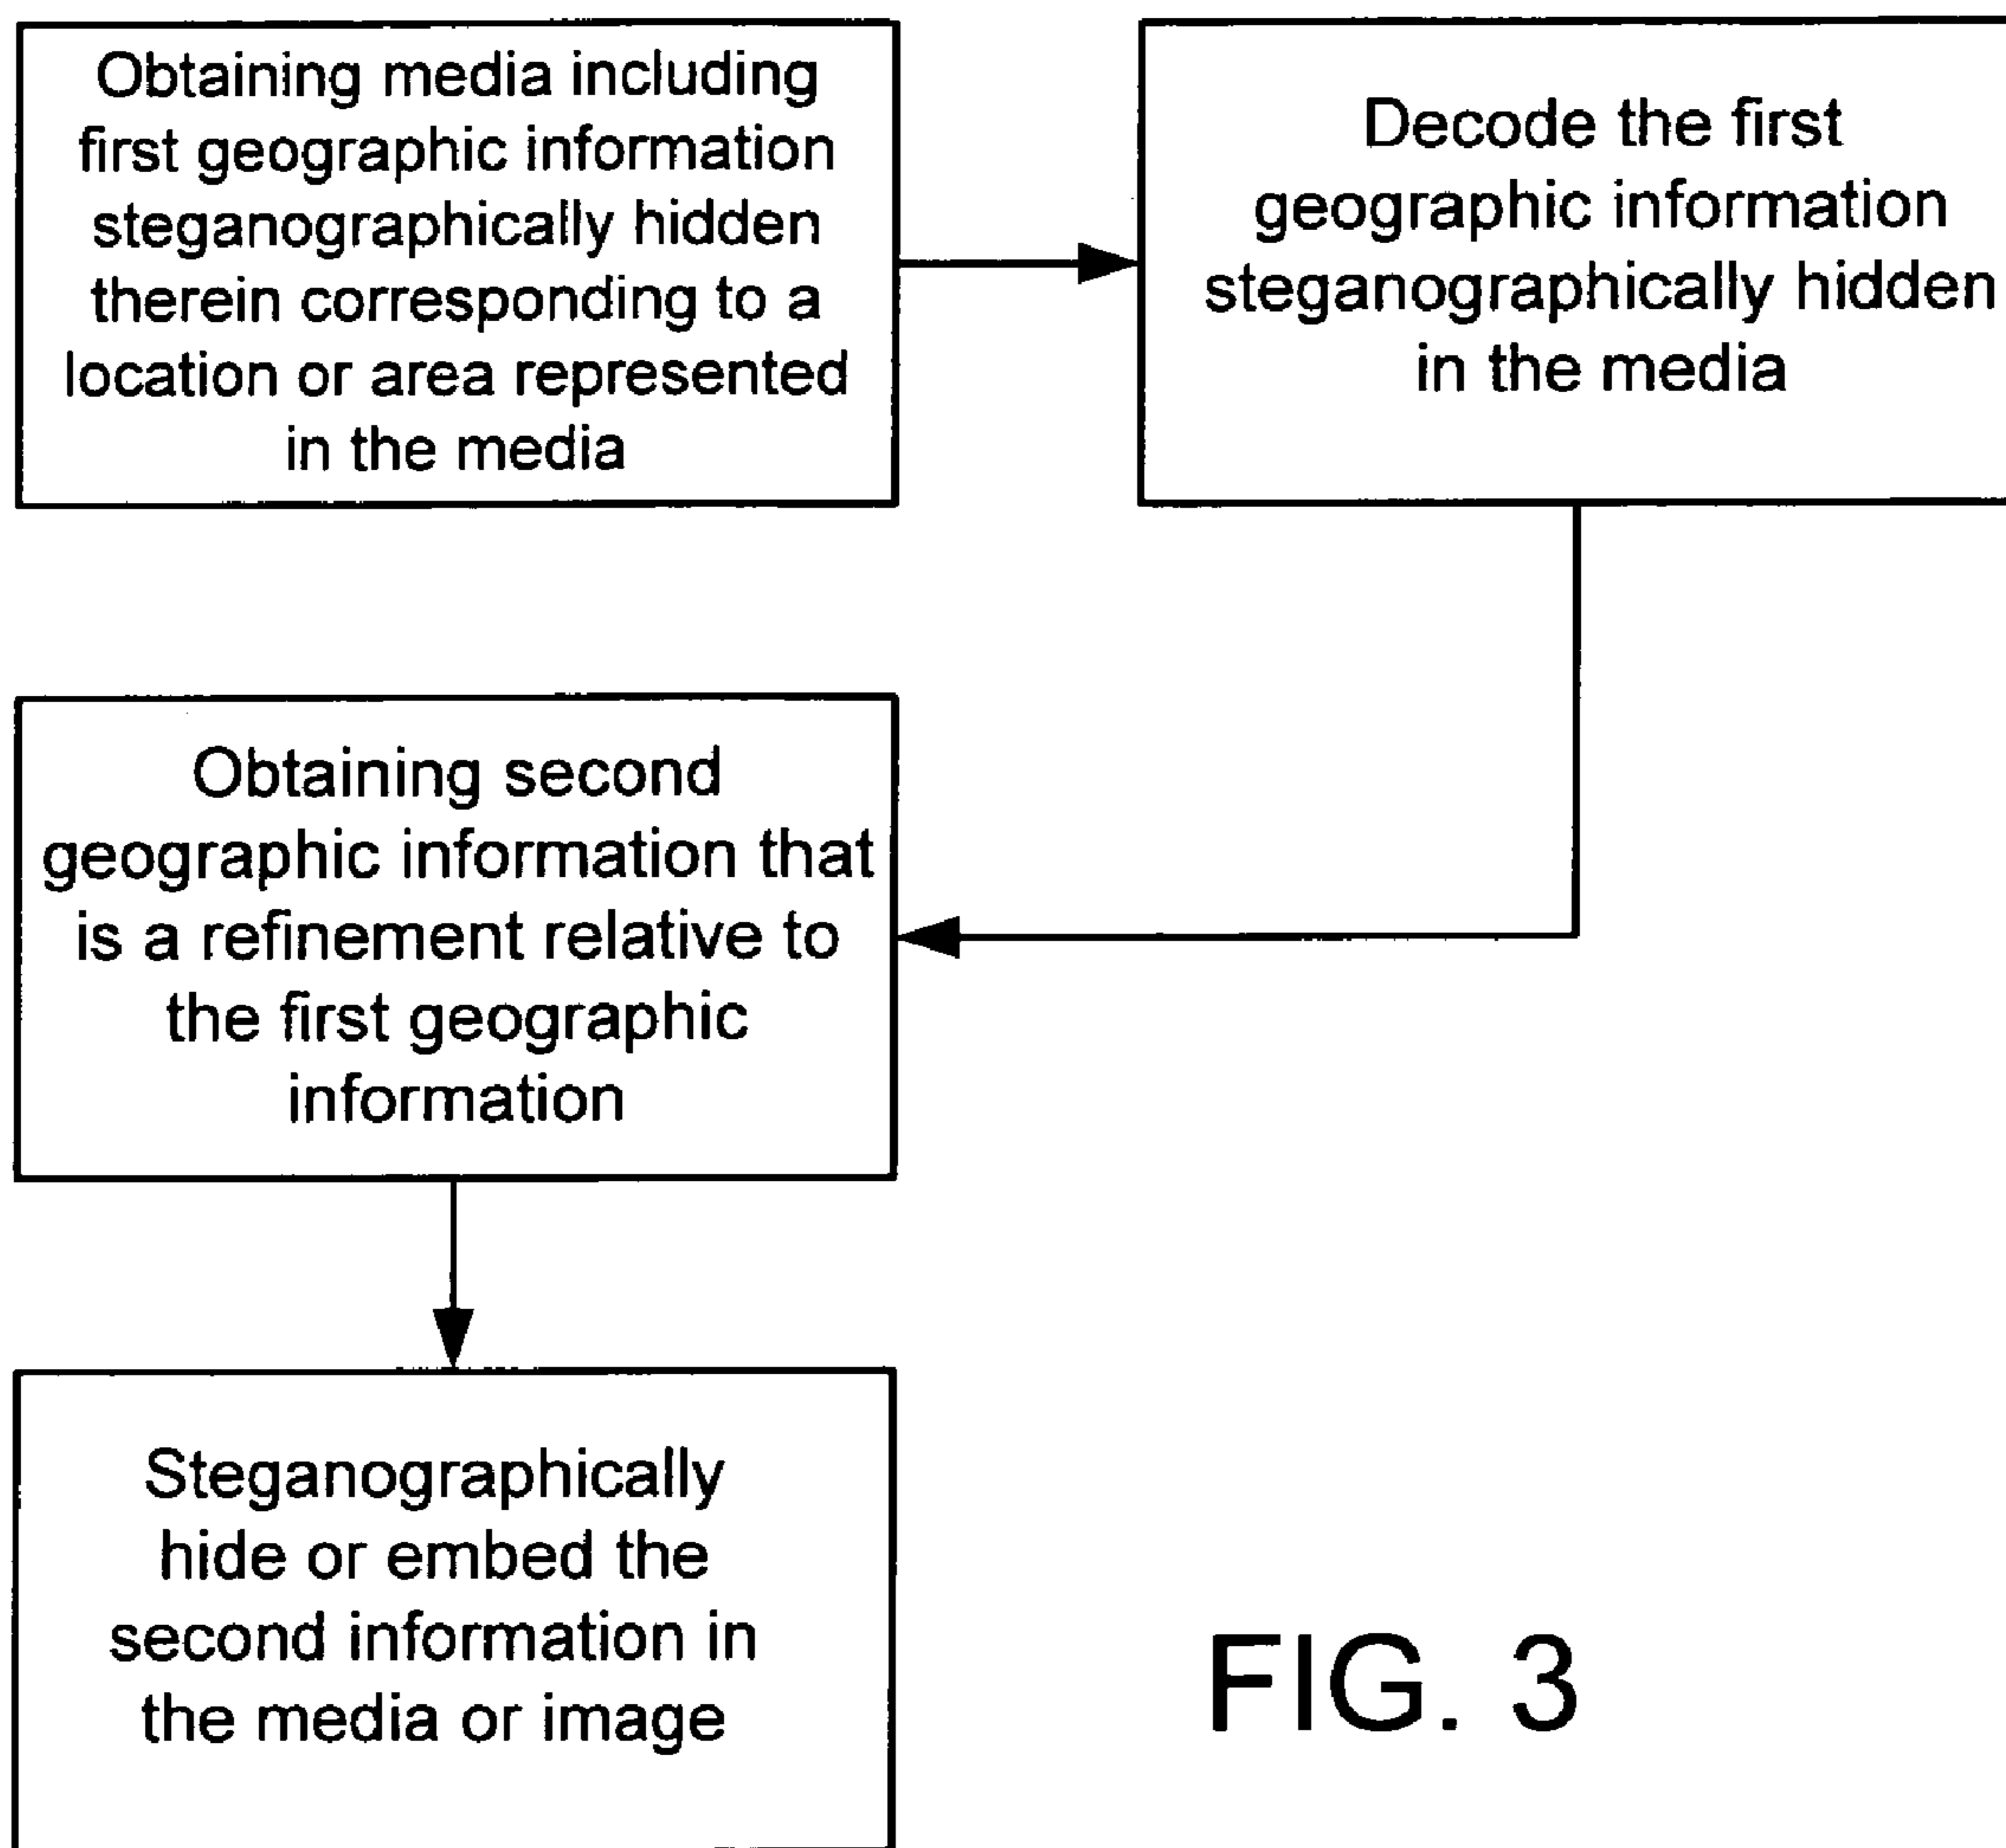 Obtaining media including
first geographic information
steganographically hidden
therein corresponding to a
location or area represented
in the media
Decode the first
geographic information
steganographically hidden
in the media
Obtaining second
geographic information that
is a refinement relative to
the first geographic
information
Steganographically
hide or embed the
second information in
the media or image
FIG. 3